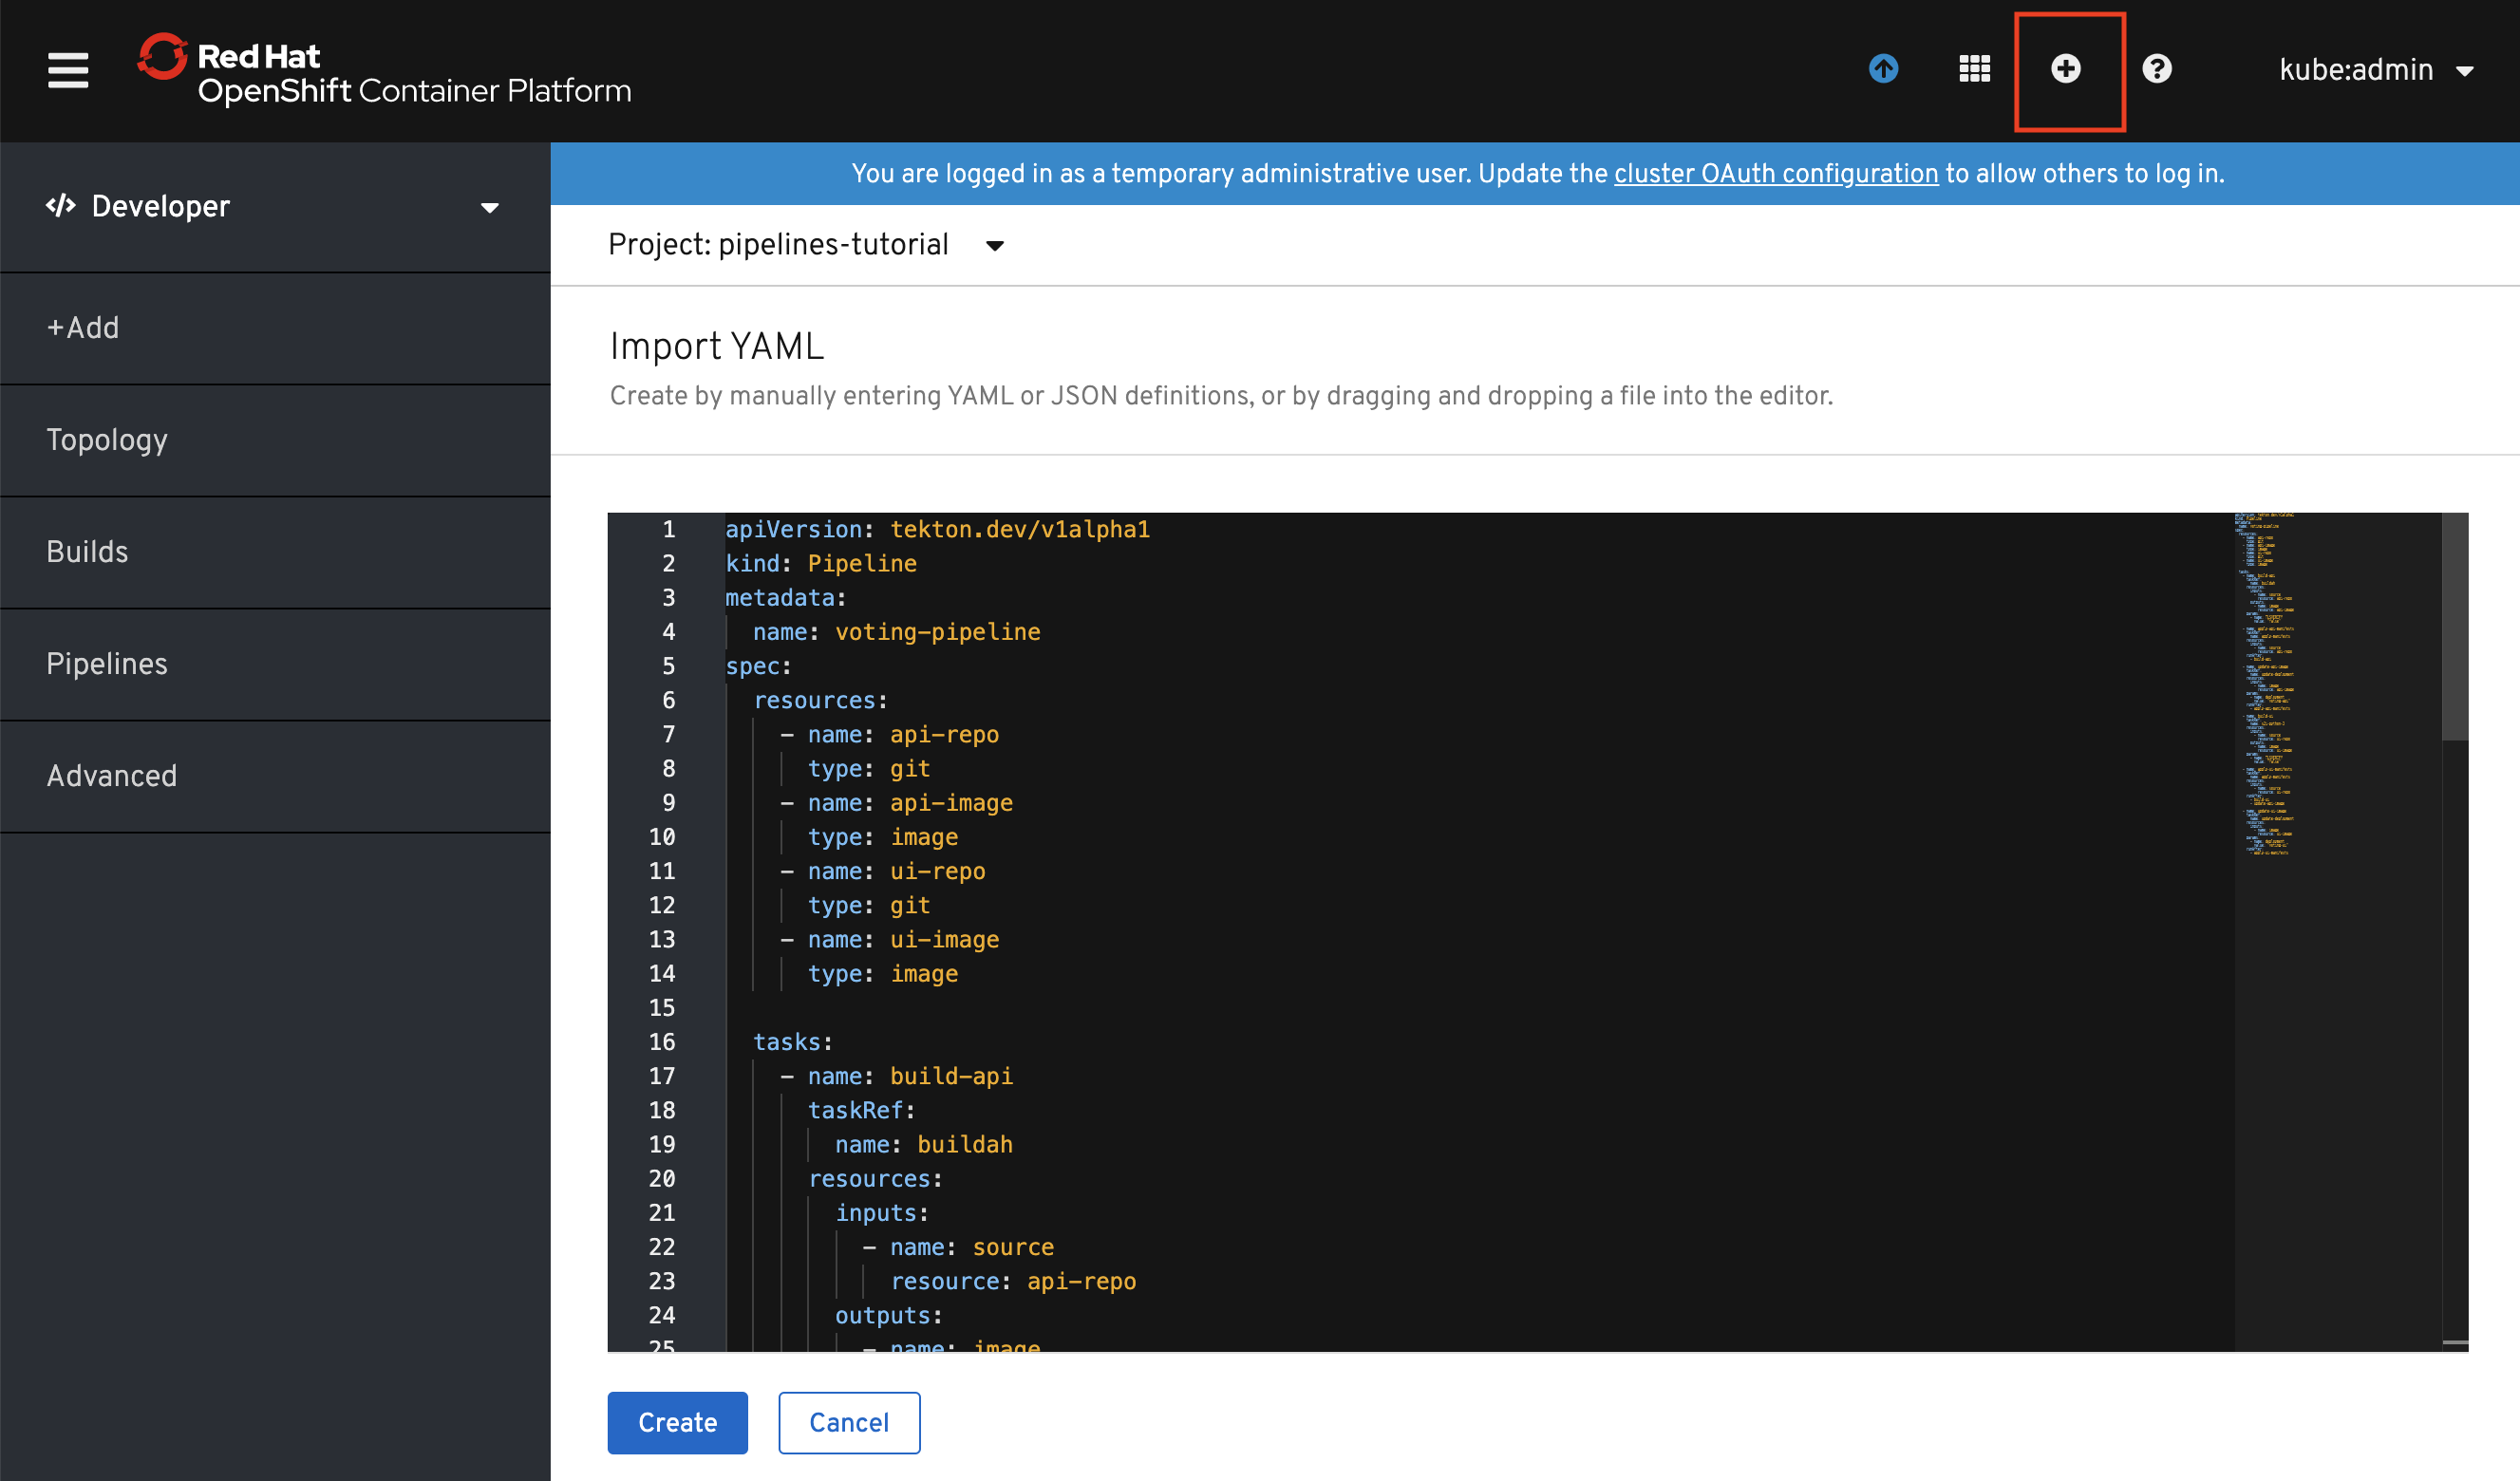 Red Hat
OpenShift Container Platform
kube:admin
Developer
You are logged in as a temporary administrative user. Update the cluster OAuth configuration to allow others to log in.
Project: pipelines-tutorial
+Add
Topology
Builds
Pipelines
Advanced
Import YAML
Create by manually entering YAML or JSON definitions, or by dragging and dropping a file into the editor.
1 apiVersion: tekton.dev/v1alpha1
2 kind: Pipeline
3 metadata:
4 name: voting-pipeline
5 spec:
6 resources:
7 - name: api-repo
8 type: git
9 - name: api-image
10 type: image
11 - name: ui-repo
12 type: git
13 - name: ui-image
14 type: image
15
16 tasks:
17 - name: build-api
18 taskRef:
19 name: buildah
20 resources:
21 inputs:
22 - name: source
23 resource: api-repo
24 outputs:
25 - name: image
Create
Cancel